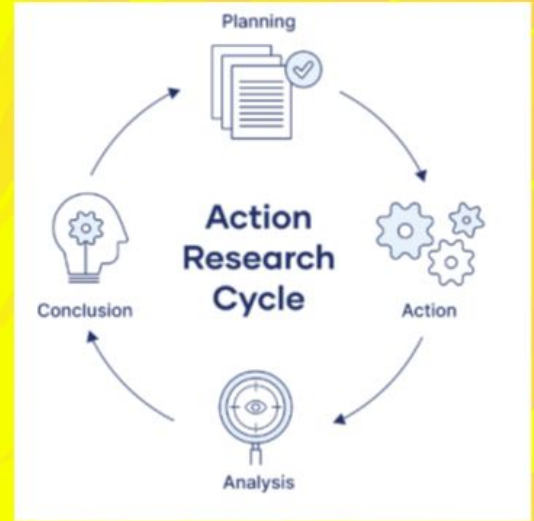 Planning
Action
Research
Cycle
Conclusion
Action
Analysis